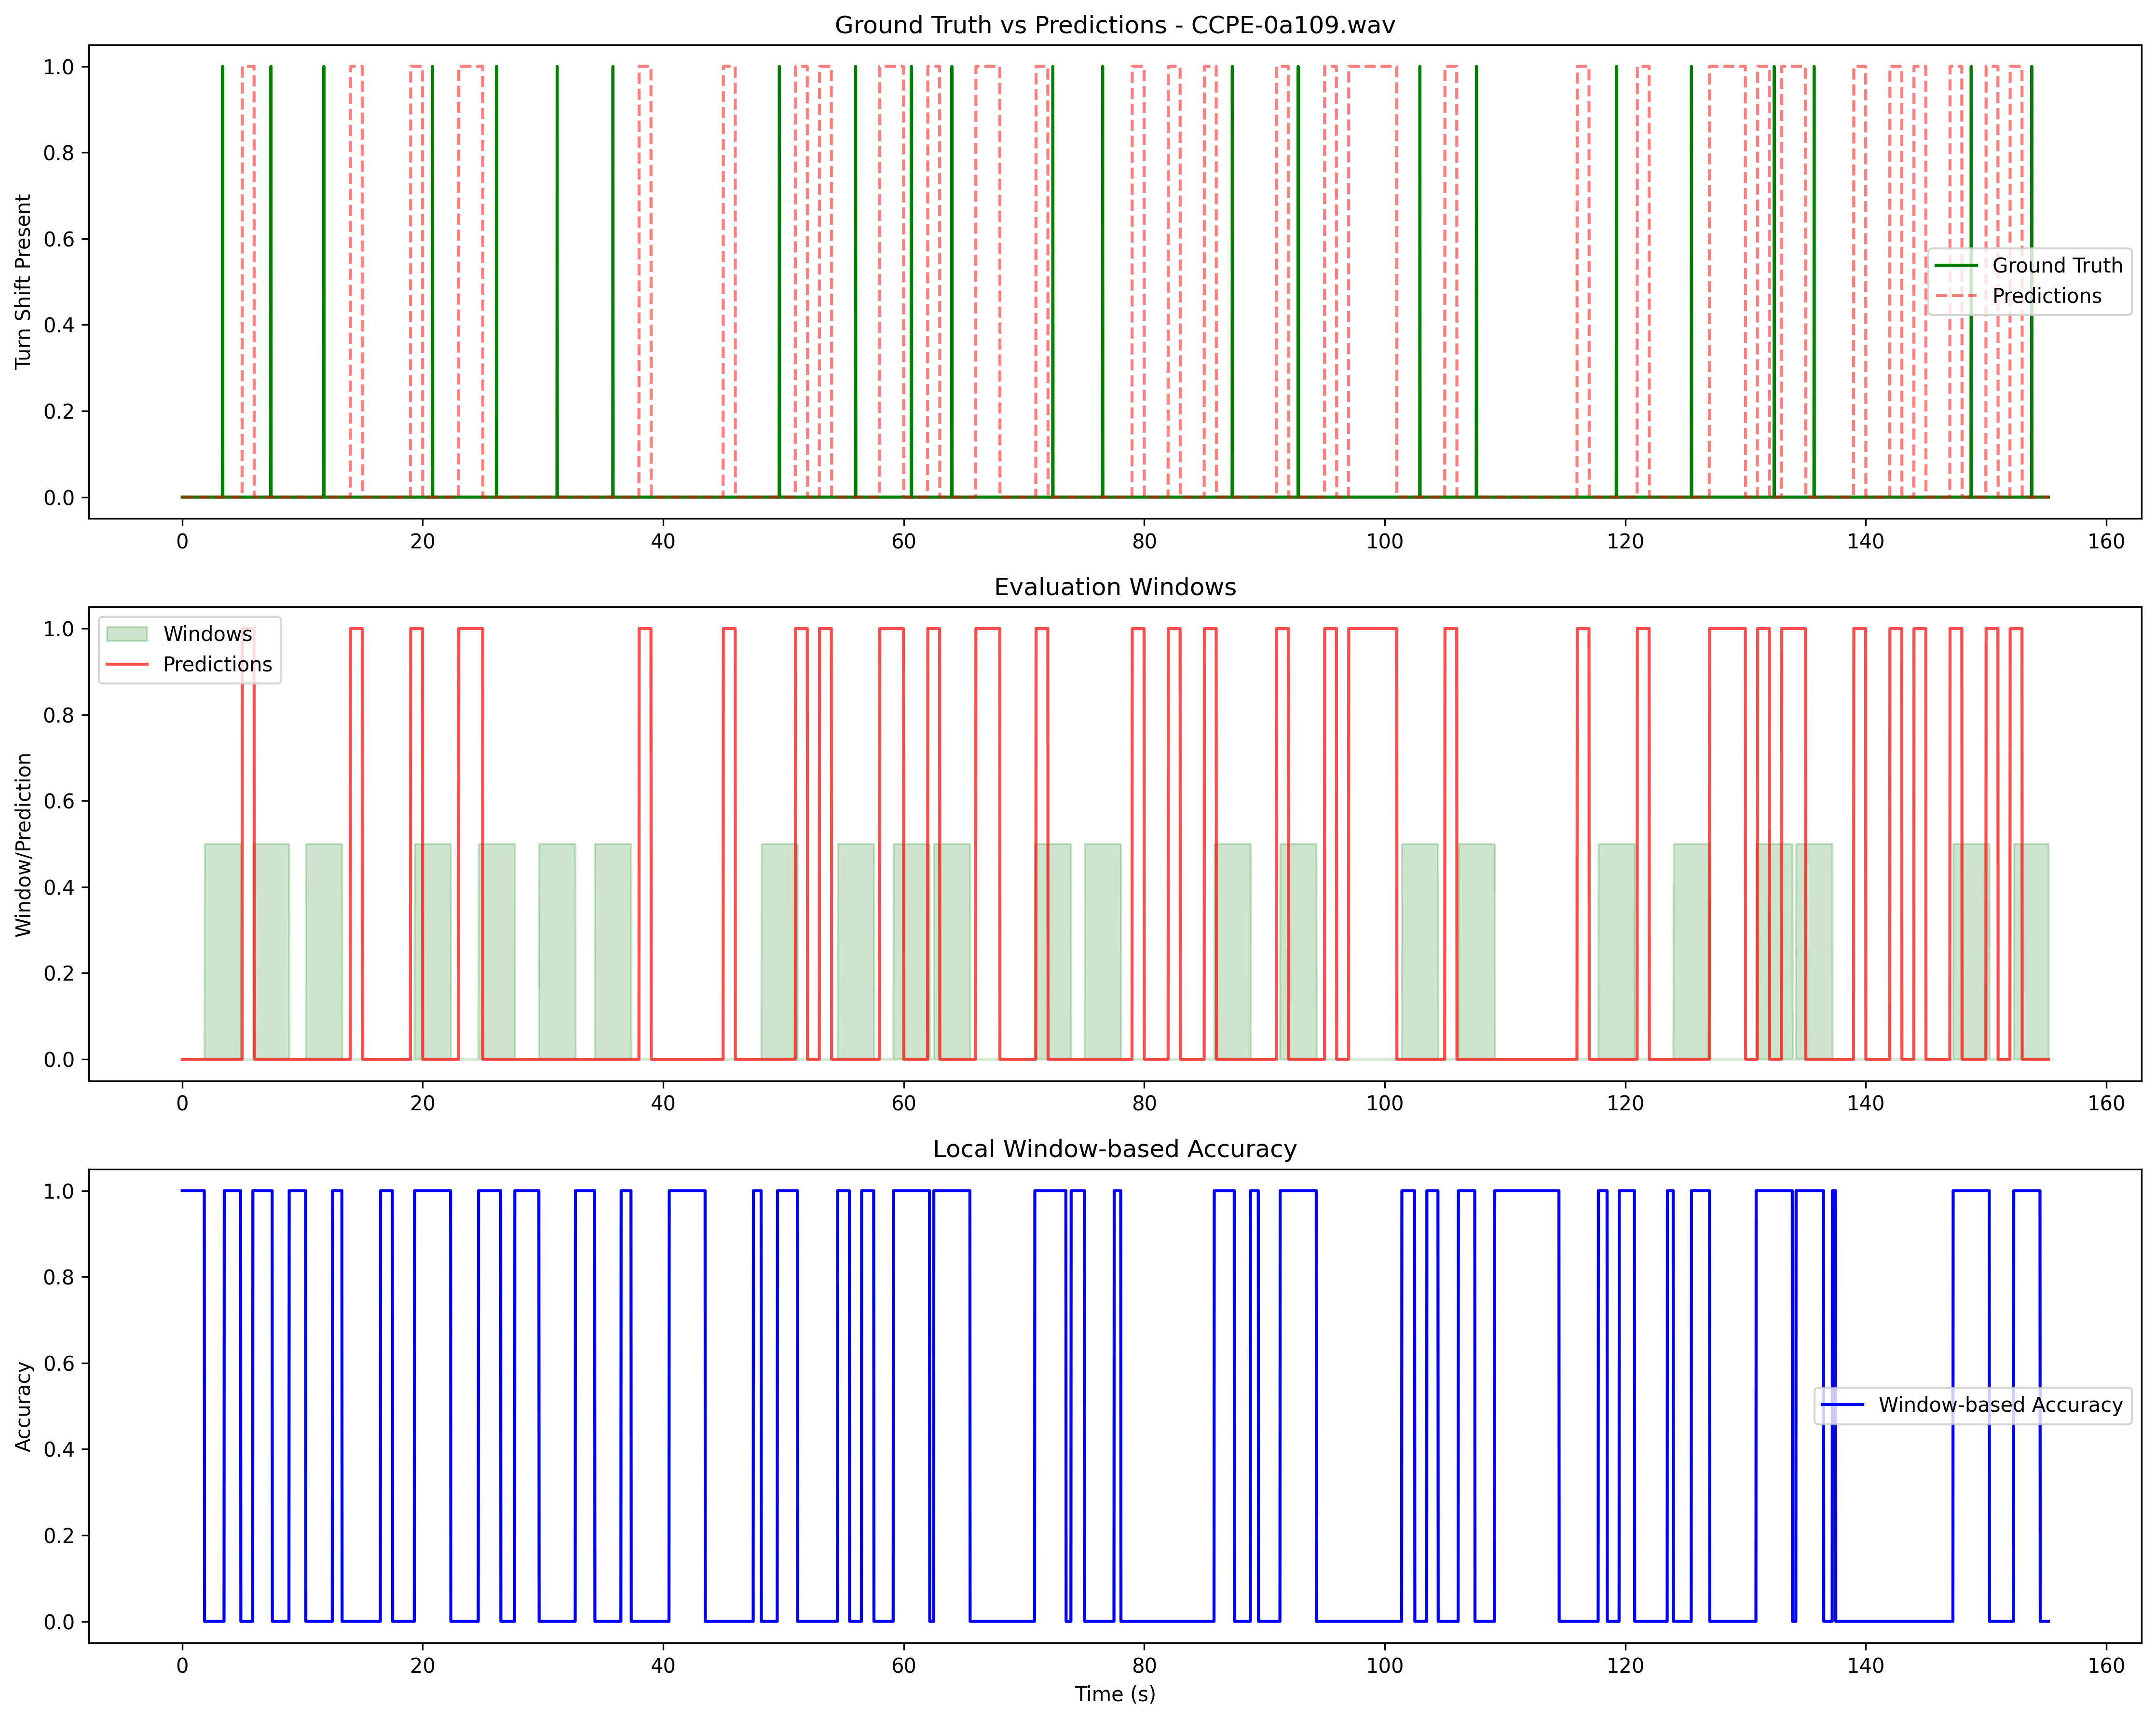 Ground Truth vs Predictions - CCPE-0a109.wav
1.0
0.8
0.6
0.4
0.2
0.0
Turn Shift Present
Ground Truth
Predictions
0 20 40 60 80 100 120 140 160
Evaluation Windows
1.0
0.8
0.6
0.4
0.2
0.0
Window/Prediction
Windows
Predictions
0 20 40 60 80 100 120 140 160
Local Window-based Accuracy
1.0
0.8
0.6
0.4
0.2
0.0
Accuracy
Window-based Accuracy
0 20 40 60 80 100 120 140 160
Time (s)